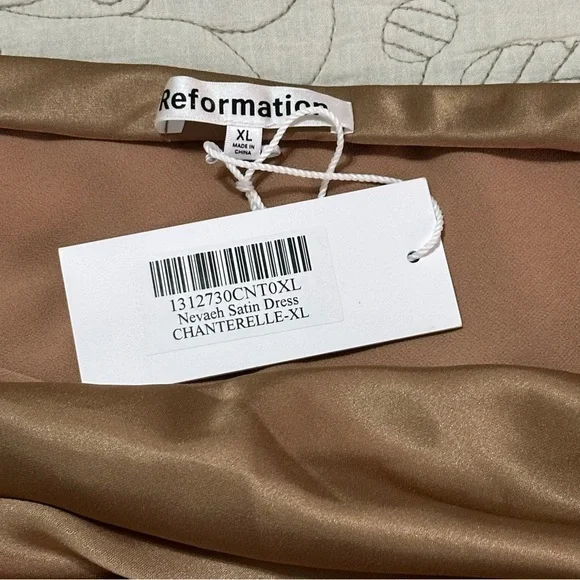 Reformation
XL
MADE IN
CHINA
1312730CNT0XL
Nevaeh Satin Dress
CHANTERELLE-XL